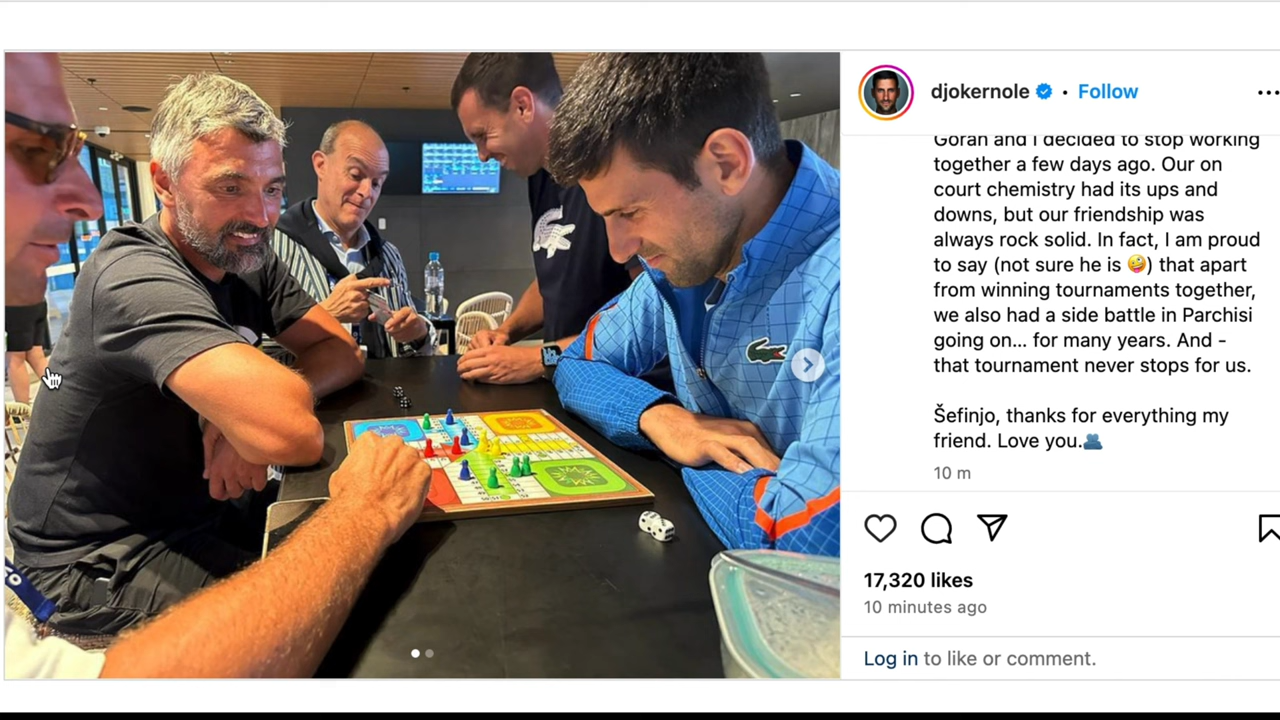 djokernole • Follow
Goran and I decided to stop working
together a few days ago. Our on
court chemistry had its ups and
downs, but our friendship was
always rock solid. In fact, I am proud
to say (not sure he is 🤪) that apart
from winning tournaments together,
we also had a side battle in Parchisi
going on... for many years. And -
that tournament never stops for us.
Šefinjo, thanks for everything my
friend. Love you.🫂
10 m
17,320 likes
10 minutes ago
Log in to like or comment.